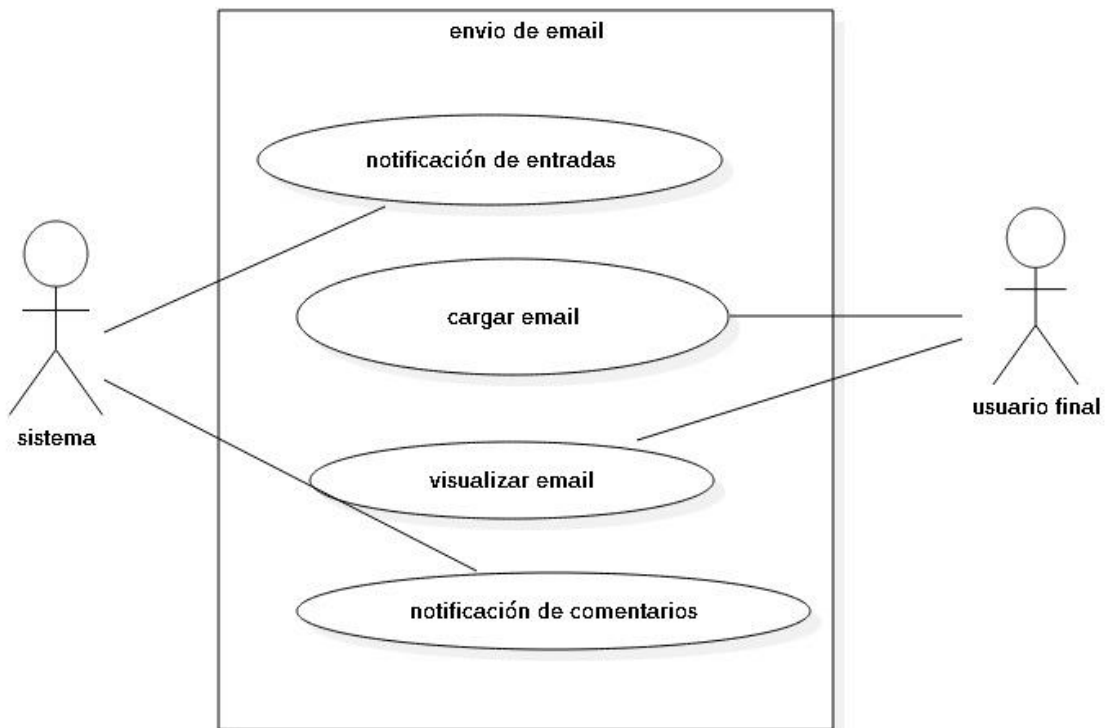 envio de email
notificación de entradas
cargar email
usuario final
sistema
visualizar email
notificación de comentarios